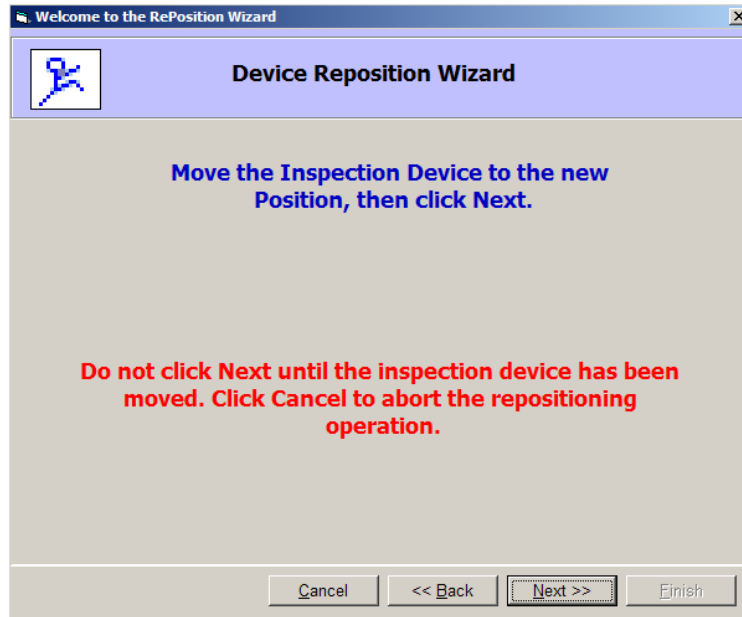 Welcome to the RePosition Wizard
Device Reposition Wizard
Move the Inspection Device to the new
Position, then click Next.
Do not click Next until the inspection device has been
moved. Click Cancel to abort the repositioning
operation.
Cancel
<< Back
Next >>
Finish